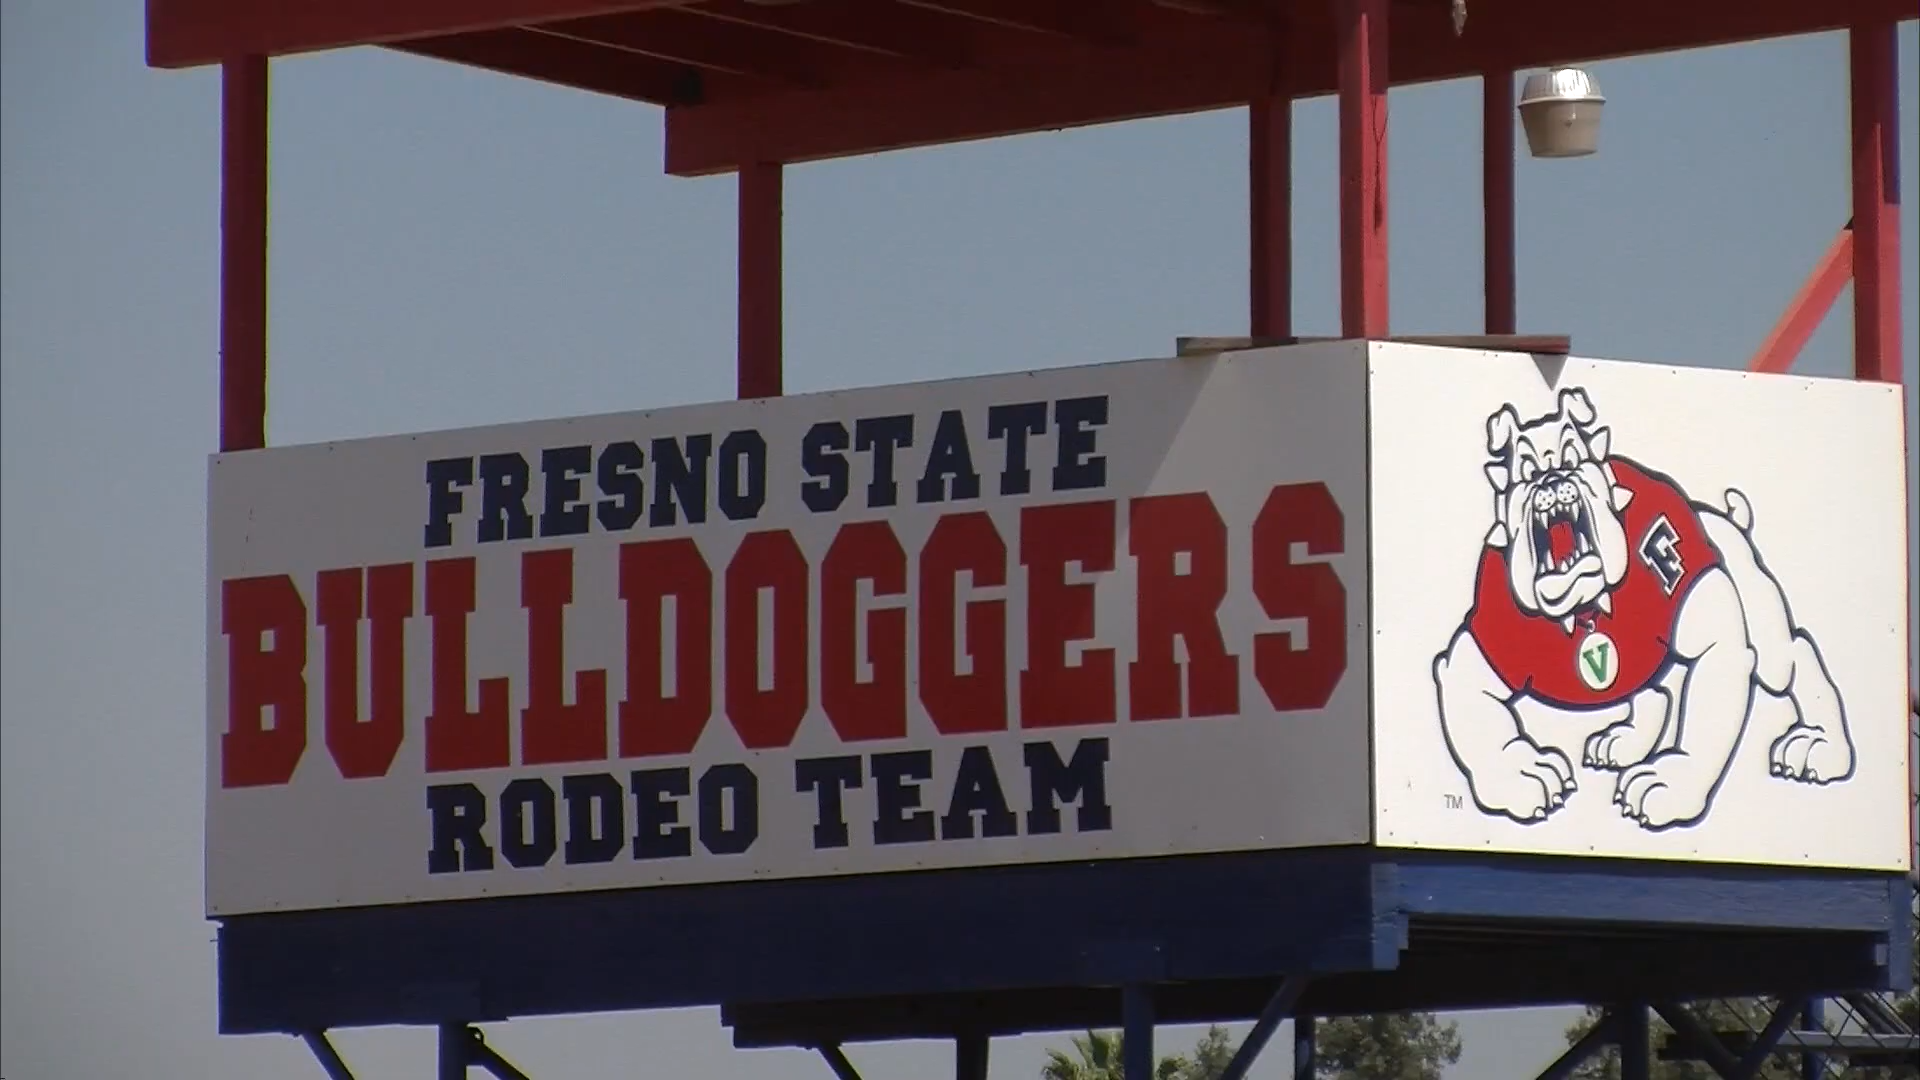 FRESNO STATE
BULLDOGGERS
RODEO TEAM
F
V
TM